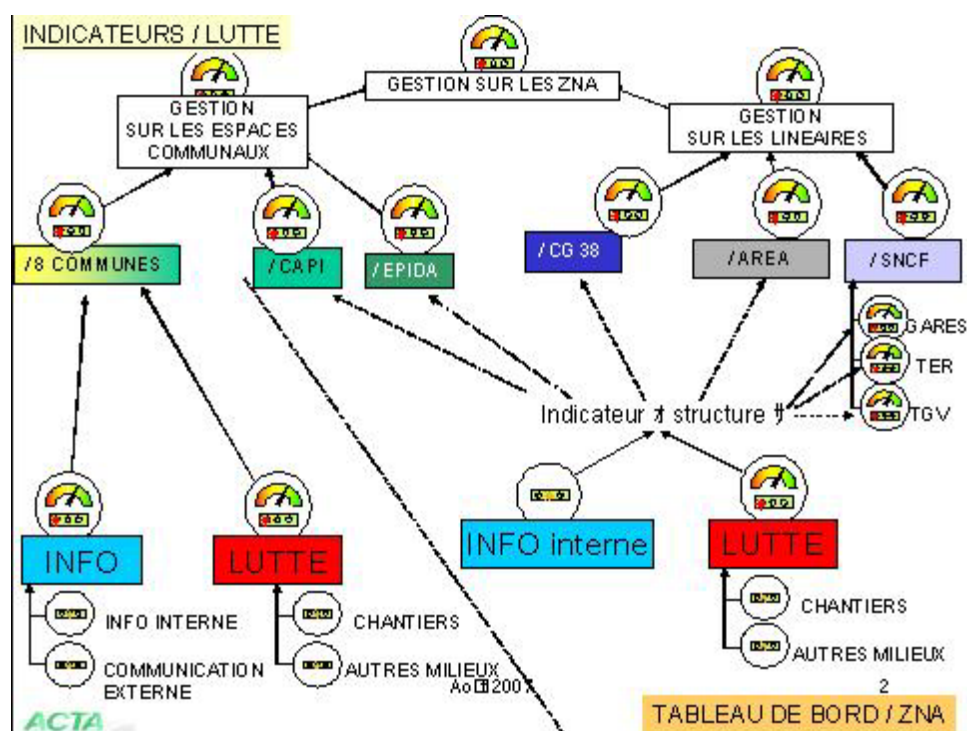 INDICATEURS / LUTTE
GESTION SUR LES ZNA
GESTION
SUR LES ESPACES
COMMUNAUX
GESTION
SUR LES LINEAIRES
/8 COMMUNES
/CAPI
/EPIDA
/CG 38
/AREA
/SNCF
GARES
TER
TGV
Indicateur structure
INFO
LUTTE
INFO interne
LUTTE
INFO INTERNE
COMMUNICATION
EXTERNE
CHANTIERS
AUTRES MILIEUX
CHANTIERS
AUTRES MILIEUX
2007
2
ACTA
TABLEAU DE BORD / ZNA